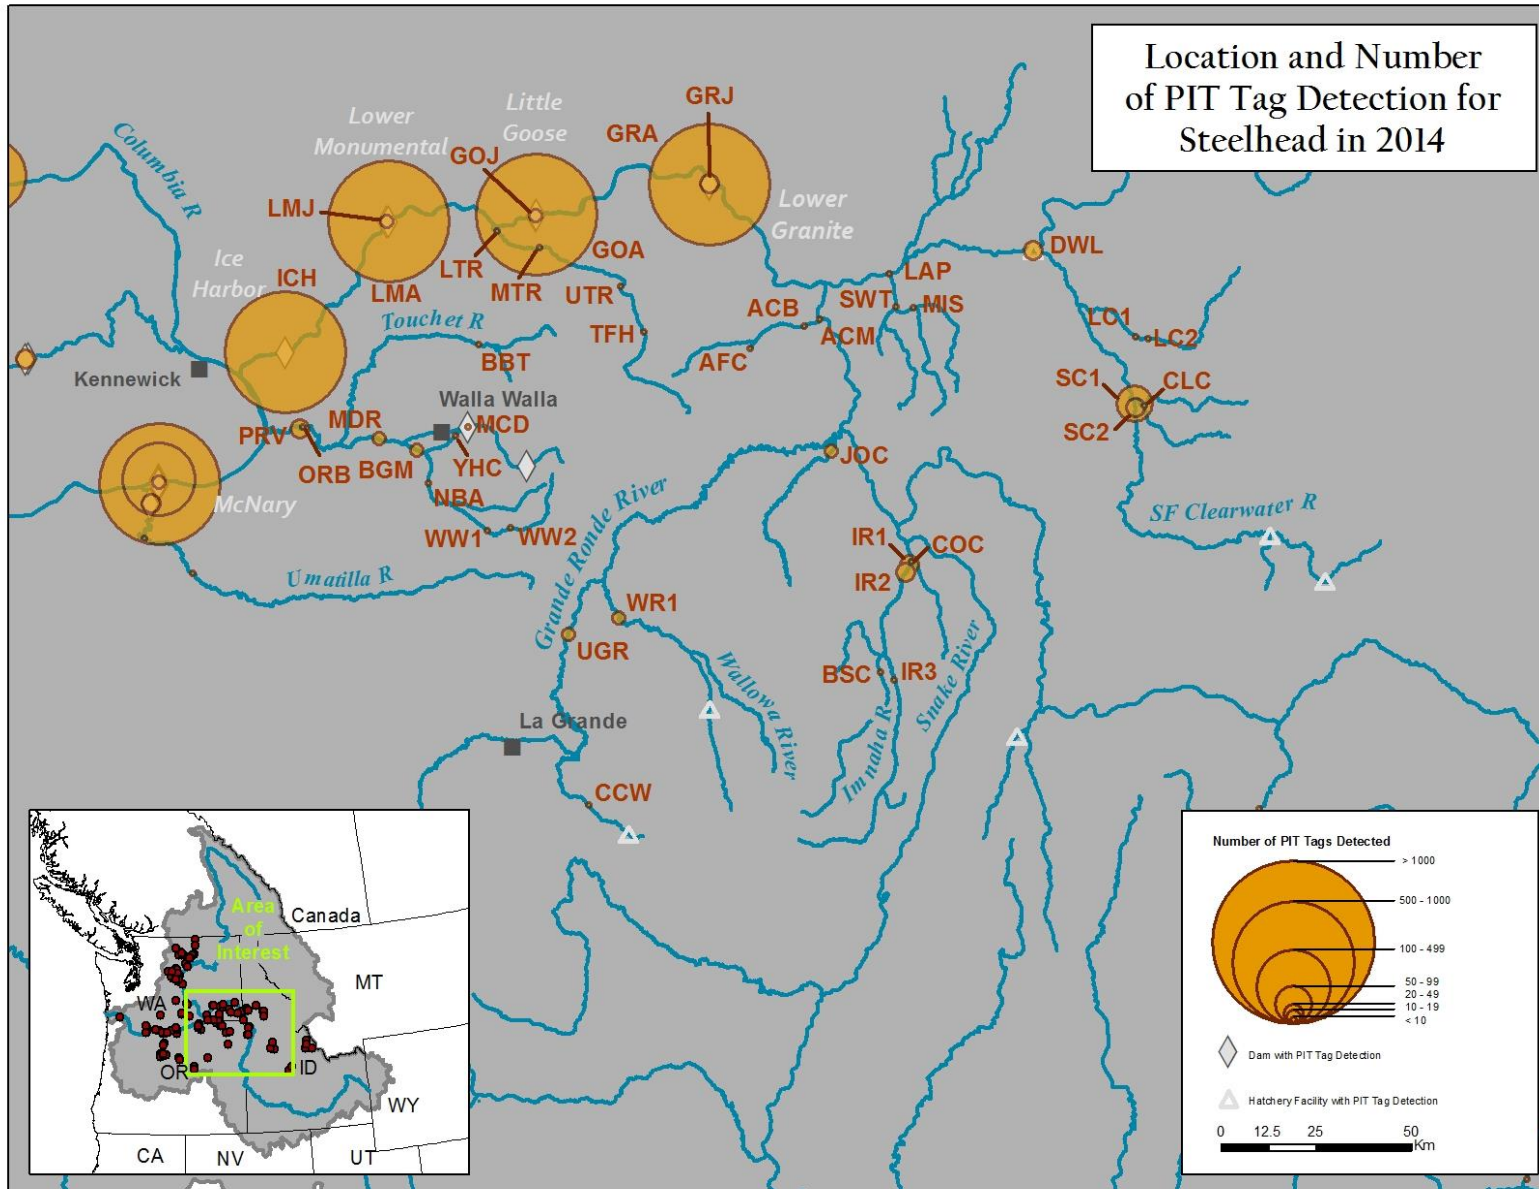 Location and Number
of PIT Tag Detection for
Steelhead in 2014
Columbia R
Lower
Monumental
Little
Goose
GRJ
GRA
GOJ
LMJ
Lower
Granite
Ice
Harbor
ICH
LTR
GOA
LMA
MTR
UTR
TFH
Touchet R
BBT
DWL
LAP
SWT
MIS
ACB
ACM
AFC
LC1
LC2
Kennewick
SC1
CLC
SC2
Walla Walla
MCD
MDR
PRV
ORB
BGM
YHC
JOC
McNary
NBA
WW1
WW2
SF Clearwater R
Umatilla R
Grande Ronde River
IR1
COC
IR2
WR1
UGR
Wallowa River
BSC
IR3
Imnaha R
Snake River
La Grande
CCW
Area
of
Interest
Canada
MT
WA
OR
ID
WY
CA
NV
UT
Number of PIT Tags Detected
> 1000
500 - 1000
100 - 499
50 - 99
20 - 49
10 - 19
< 10
Dam with PIT Tag Detection
Hatchery Facility with PIT Tag Detection
0 12.5 25 50
Km